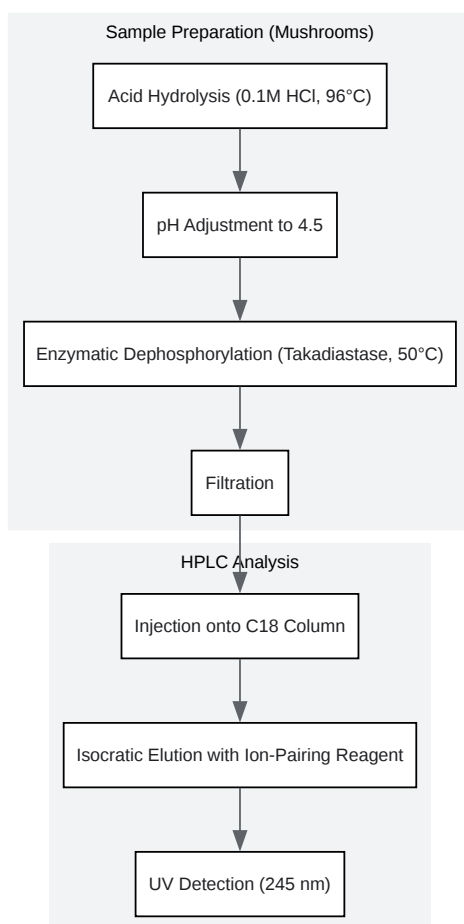 Sample Preparation (Mushrooms)
Acid Hydrolysis (0.1M HCl, 96°C)
pH Adjustment to 4.5
Enzymatic Dephosphorylation (Takadiastase, 50°C)
Filtration
HPLC Analysis
Injection onto C18 Column
Isocratic Elution with Ion-Pairing Reagent
UV Detection (245 nm)